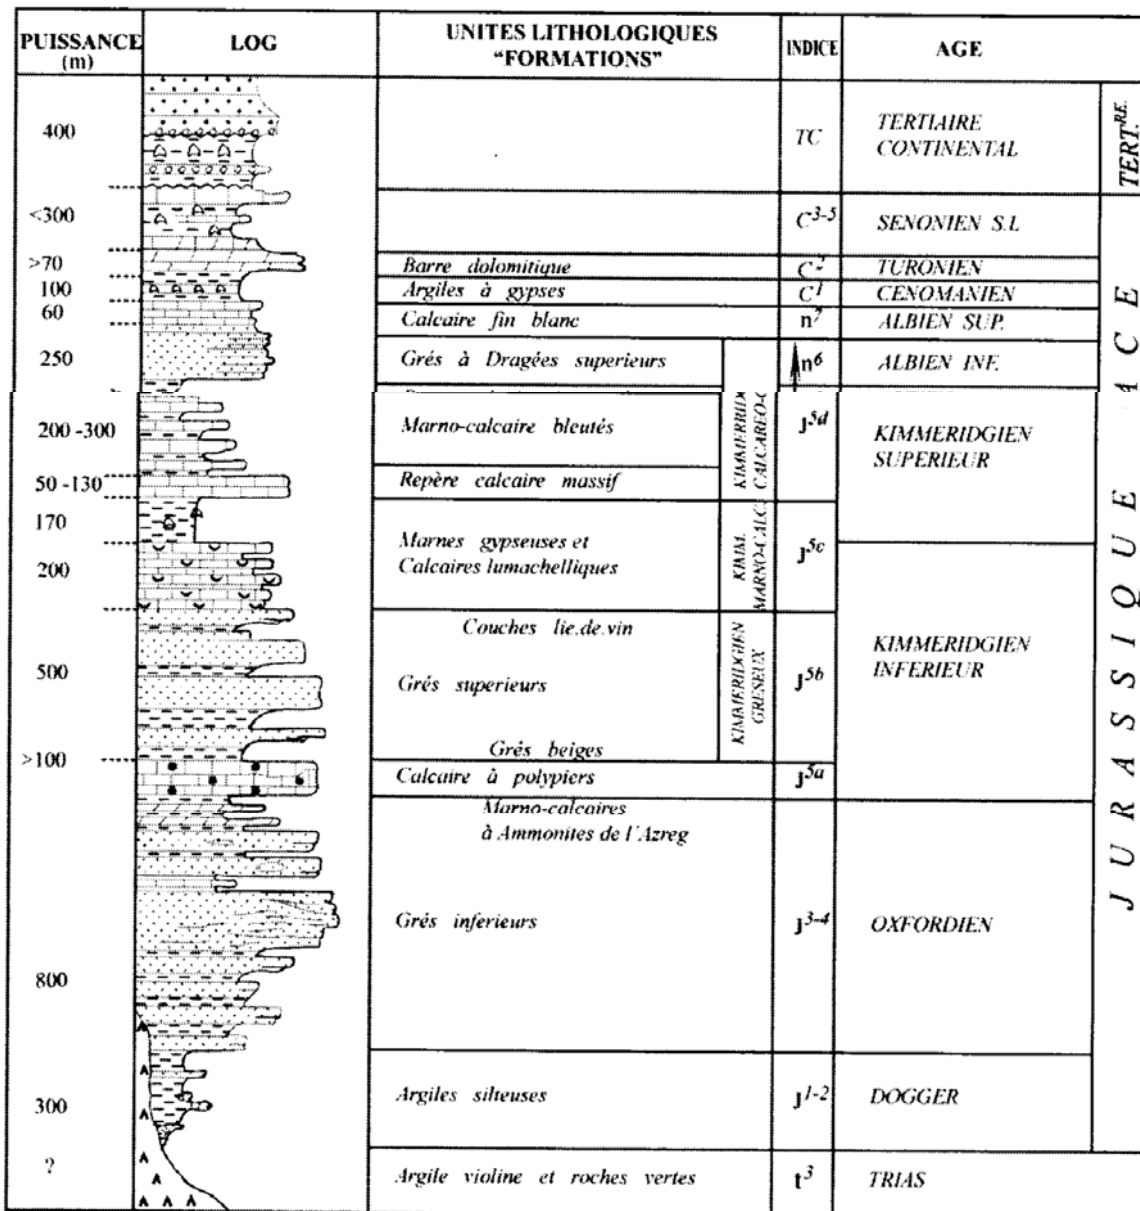 PUISSANCE (m)
LOG
UNITES LITHOLOGIQUES
“FORMATIONS”
INDICE
AGE
400
TC
TERTIAIRE
CONTINENTAL
TERT.RE.
<300
C3-5
SENONIEN S.L
>70
Barre dolomitique
C2
TURONIEN
100
Argiles à gypses
C1
CENOMANIEN
60
Calcaire fin blanc
n7
ALBIEN SUP.
250
Grés à Dragées superieurs
n6
ALBIEN INF.
ACE
200 -300
Marno-calcaire bleutés
J5d
KIMMERIDGIEN
SUPERIEUR
50 -130
Repère calcaire massif
170
Marnes gypseuses et
Calcaires lumachelliques
KIMM.
MARNO-CALC
J5c
200
500
Couches lie.de.vin
Grés superieurs
Grés beiges
KIMMERIDGIEN
GRESEUX
J5b
KIMMERIDGIEN
INFERIEUR
>100
Calcaire à polypiers
J5a
Marno-calcaires
à Ammonites de l'Azreg
Grés inferieurs
J3-4
OXFORDIEN
800
300
Argiles silteuses
J1-2
DOGGER
JURASSIQUE
?
Argile violine et roches vertes
t3
TRIAS